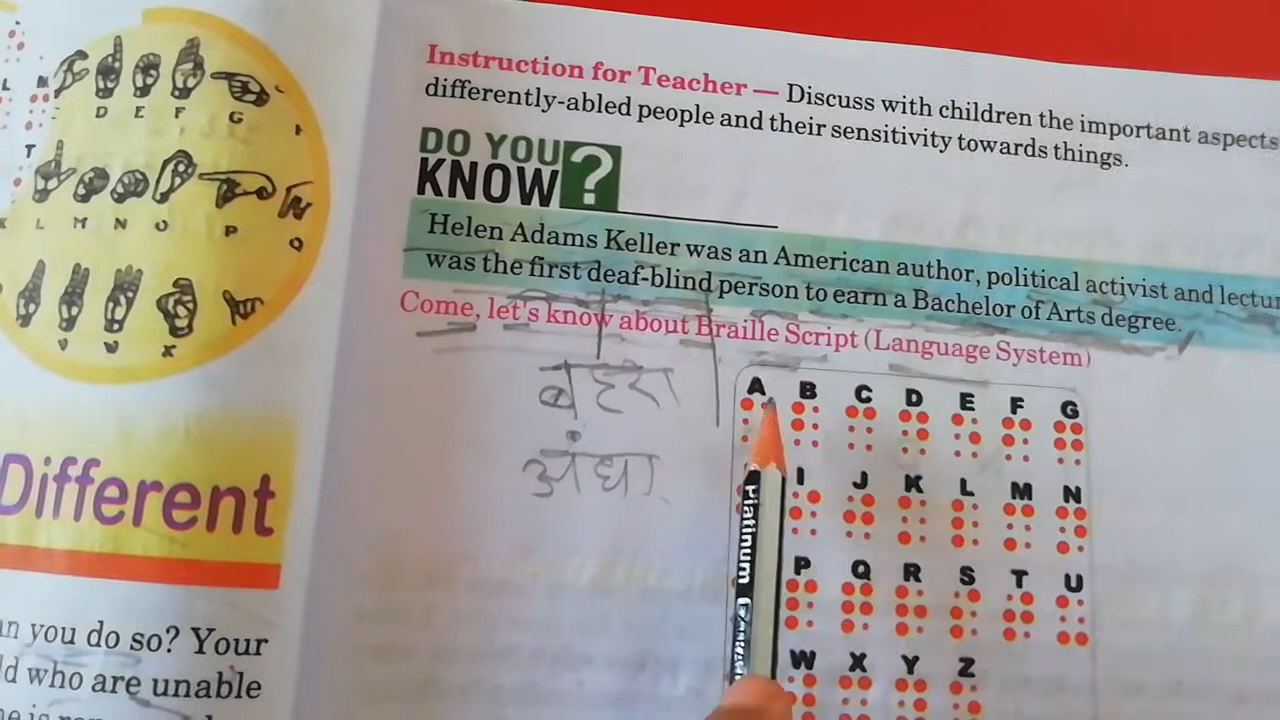 L N
D E F G
T
K L M N O P Q
V W X
Different
an you do so? Your
ld who are unable
Instruction for Teacher — Discuss with children the important aspects
differently-abled people and their sensitivity towards things.
DO YOU
KNOW?
Helen Adams Keller was an American author, political activist and lectur
was the first deaf-blind person to earn a Bachelor of Arts degree.
Come, let's know about Braille Script (Language System)
बहरा
अंधा
A B C D E F G
I J K L M N
P Q R S T U
W X Y Z
Platinum